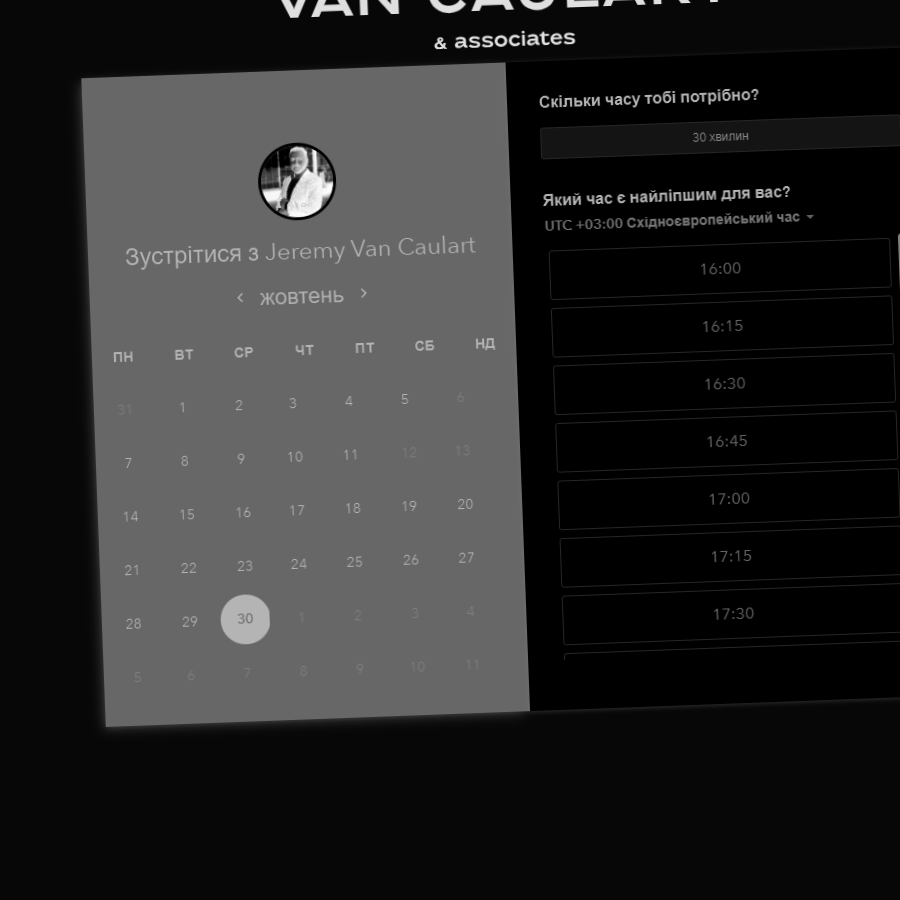 VAN CAULART
& associates
Зустрітися з Jeremy Van Caulart
‹ жовтень ›
ПН ВТ СР ЧТ ПТ СБ НД
31 1 2 3 4 5 6
7 8 9 10 11 12 13
14 15 16 17 18 19 20
21 22 23 24 25 26 27
28 29 30 1 2 3 4
5 6 7 8 9 10 11
Скільки часу тобі потрібно?
30 хвилин
Який час є найліпшим для вас?
UTC +03:00 Східноєвропейський час
16:00
16:15
16:30
16:45
17:00
17:15
17:30